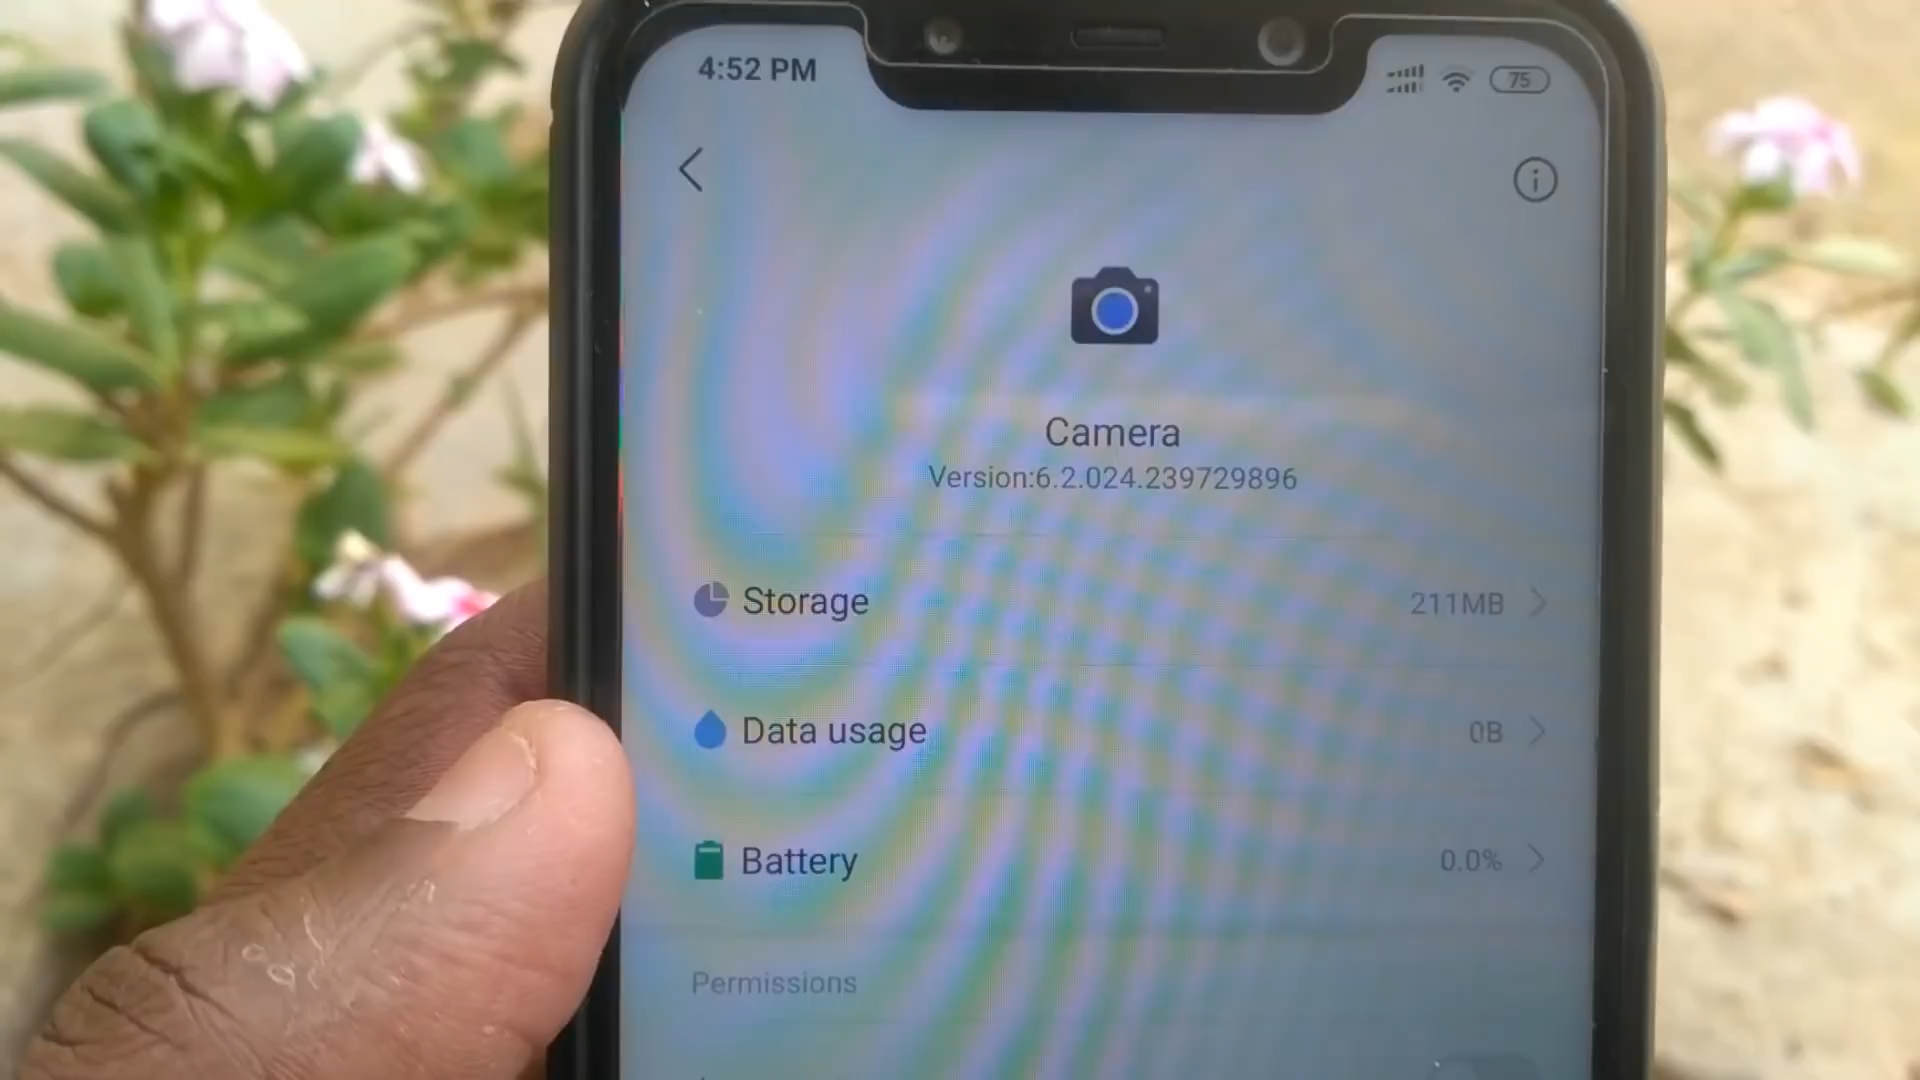 4:52 PM
75
Camera
Version:6.2.024.239729896
Storage 211MB
Data usage 0B
Battery 0.0%
Permissions